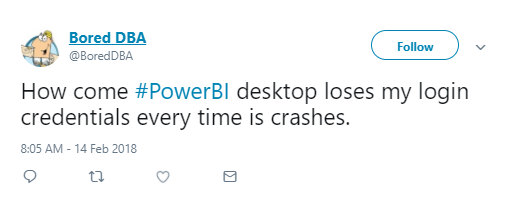 Bored DBA
@BoredDBA
Follow
How come #PowerBI desktop loses my login
credentials every time is crashes.
8:05 AM - 14 Feb 2018